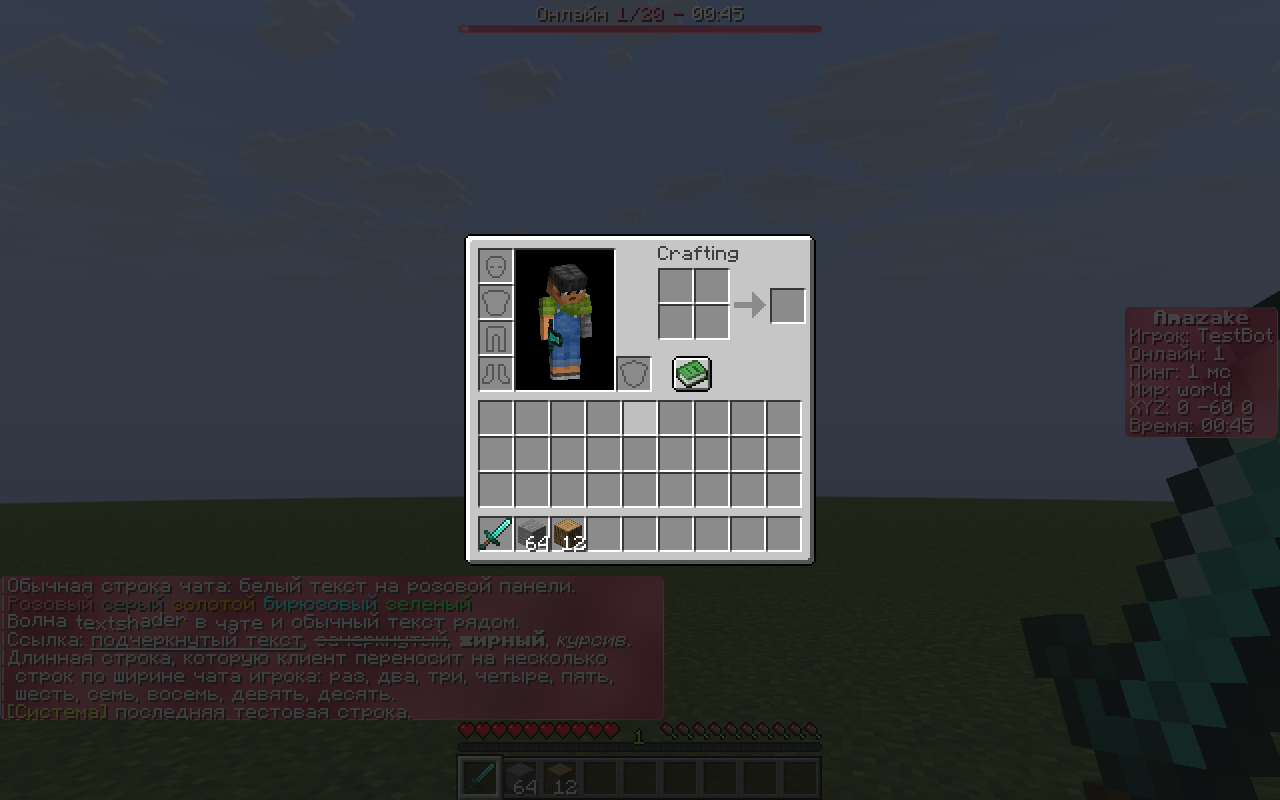 Онлайн 1/20 - 00:45
Crafting
Amazake
Игрок: TestBot
Онлайн: 1
Пинг: 1 мс
Мир: world
XYZ: 0 -60 0
Время: 00:45
64 12
Обычная строка чата: белый текст на розовой панели.
Розовый серый золотой бирюзовый зеленый
Волна textshader в чате и обычный текст рядом.
Ссылка: подчеркнутый текст, зачеркнутый, жирный, курсив.
Длинная строка, которую клиент переносит на несколько
строк по ширине чата игрока: раз, два, три, четыре, пять,
шесть, семь, восемь, девять, десять.
[Система] последняя тестовая строка.
1
64 12